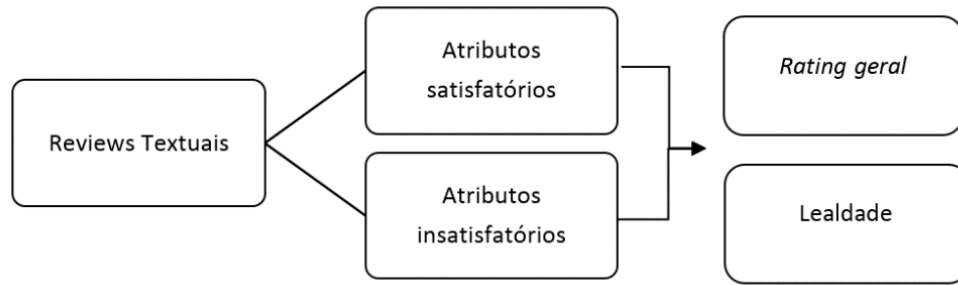 Reviews Textuais
Atributos
satisfatórios
Atributos
insatisfatórios
Rating geral
Lealdade